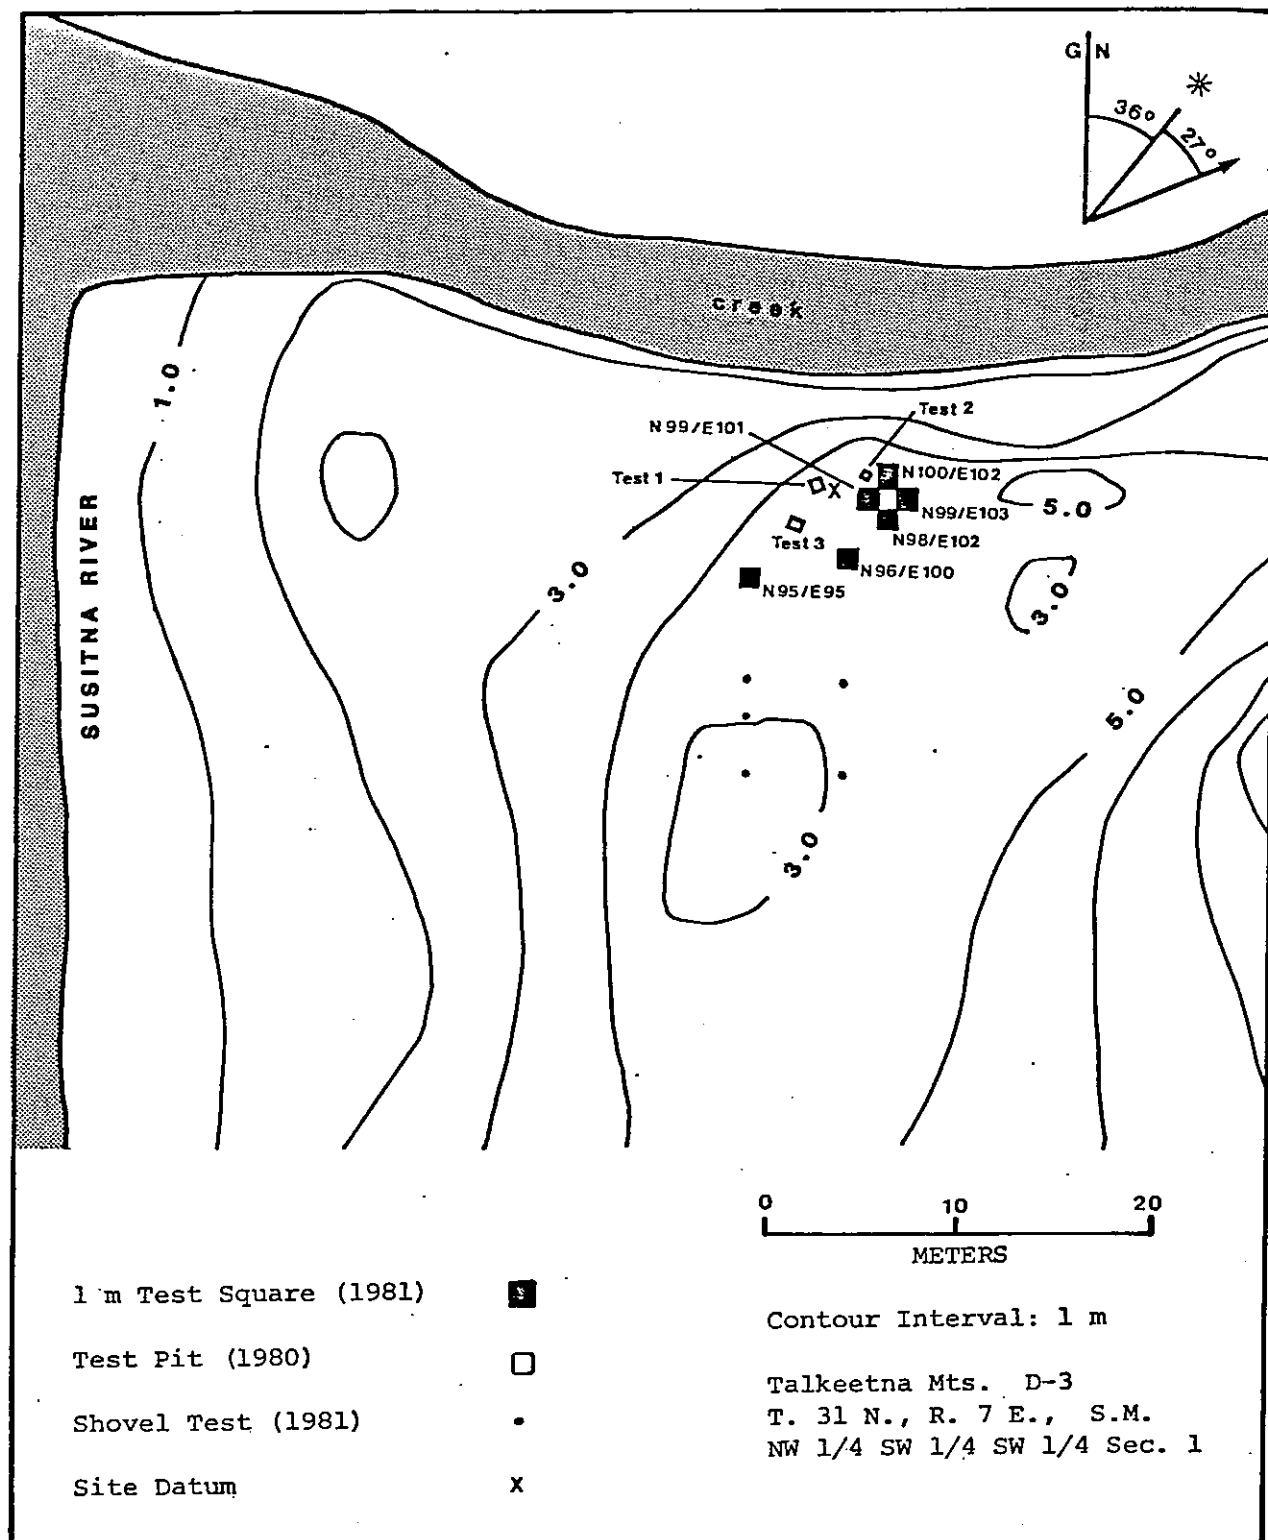 G N
36°
27°
creek
1.0
Test 2
N99/E101
Test 1
N100/E102
5.0
N99/E103
N98/E102
Test 3
SUSITNA RIVER
3.0
N96/E100
3.0
N95/E95
5.0
3.0
0 10 20
METERS
1 m Test Square (1981)
Test Pit (1980)
Shovel Test (1981)
Site Datum X
Contour Interval: 1 m
Talkeetna Mts. D-3
T. 31 N., R. 7 E., S.M.
NW 1/4 SW 1/4 SW 1/4 Sec. 1